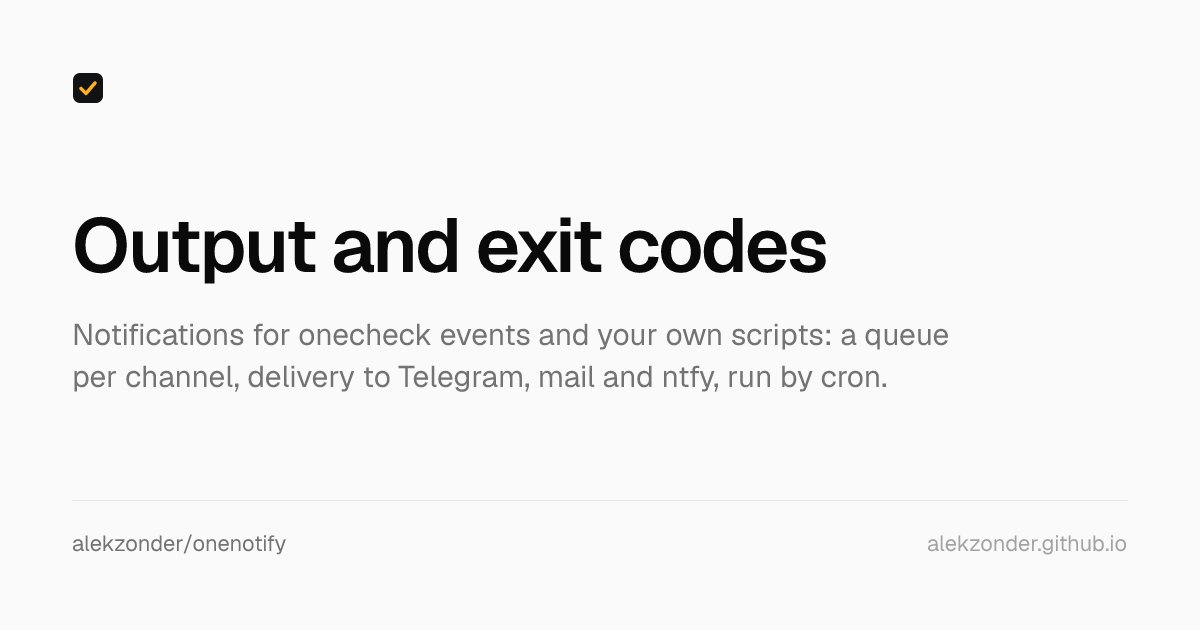 Output and exit codes
Notifications for onecheck events and your own scripts: a queue
per channel, delivery to Telegram, mail and ntfy, run by cron.
alekzonder/onenotify
alekzonder.github.io